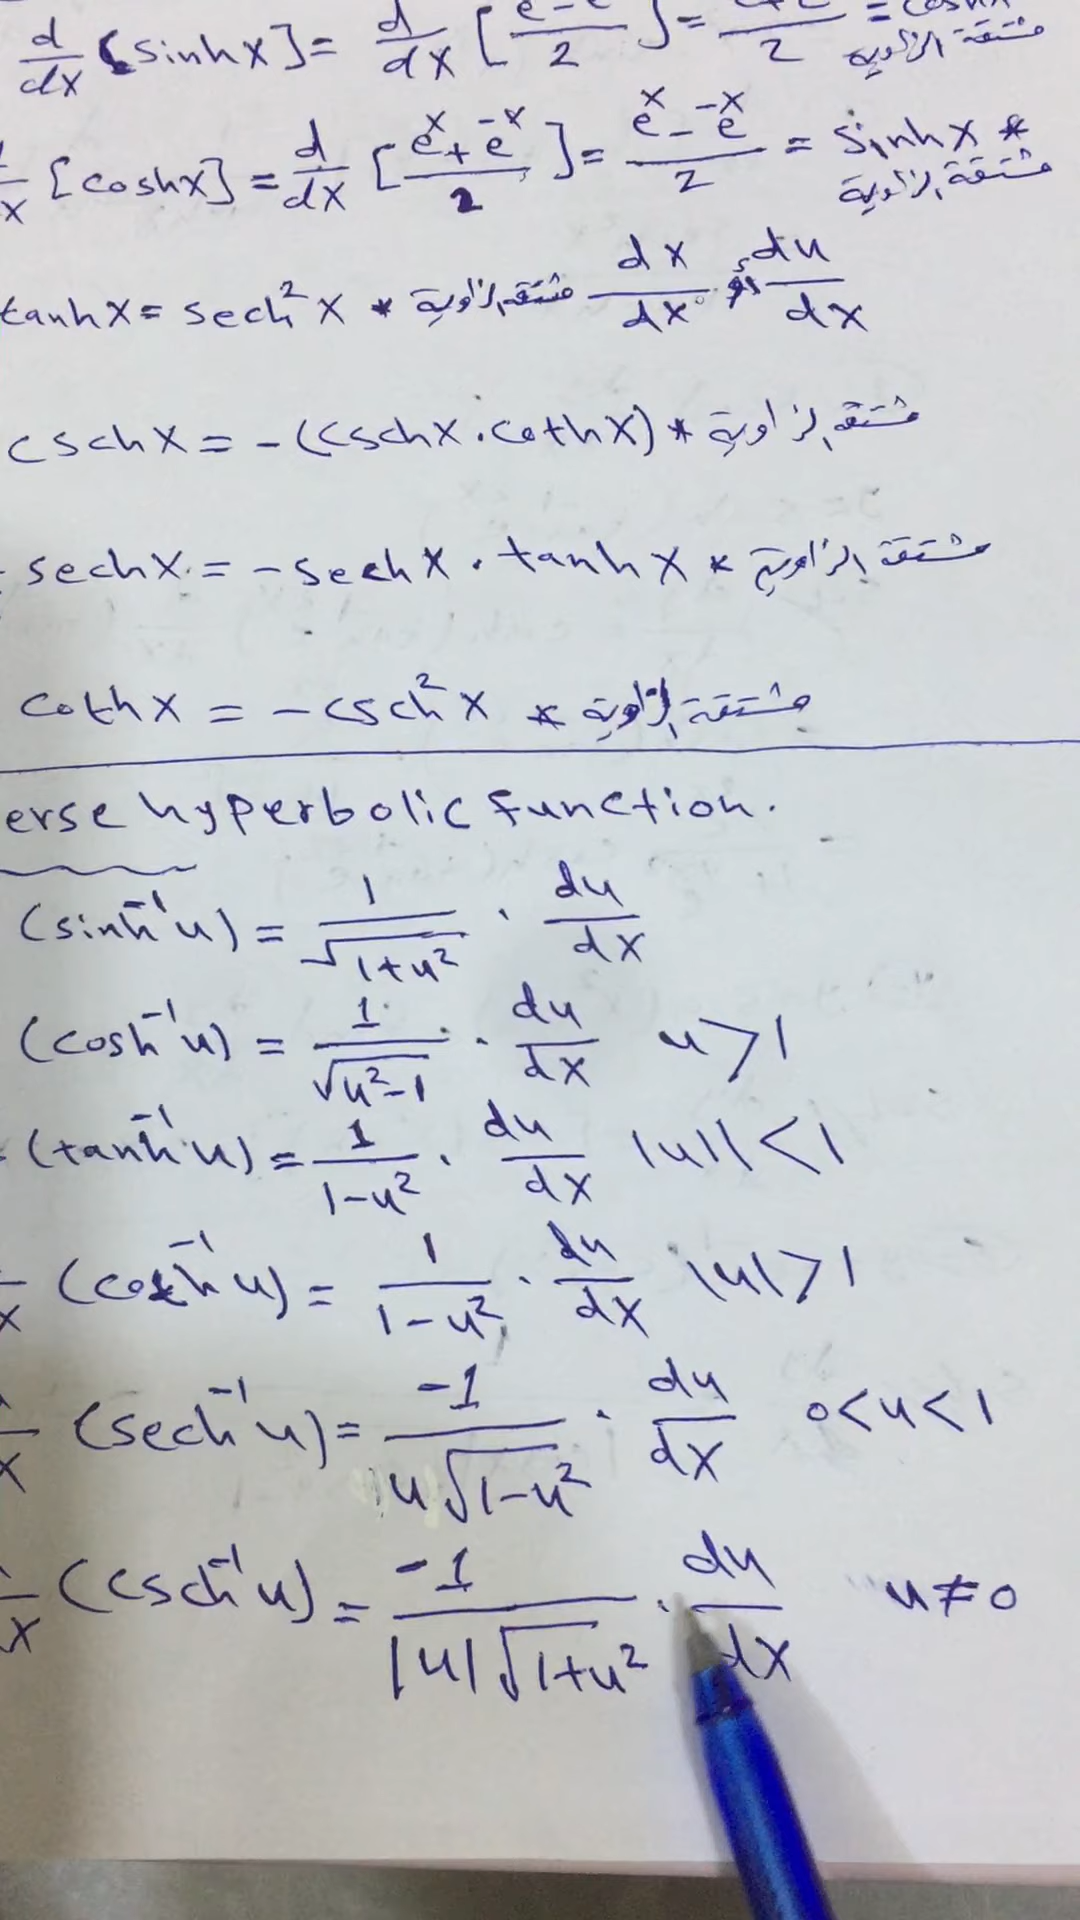 d/dx [sinhx] = d/dx [ /2] = /2 = مشتقة الزاوية
x [coshx] = d/dx [e^x + e^-x / 2] = e^x - e^-x / 2 = sinhx * مشتقة الزاوية
tanhx = sech²x * مشتقة الزاوية dx/dx أو du/dx
cschx = -(cschx.cothx) * مشتقة الزاوية
sechx = -sechx . tanhx * مشتقة الزاوية
cothx = -csch²x * مشتقة الزاوية
erse hyperbolic function.
(sinh⁻¹u) = 1/√(1+u²) . du/dx
(cosh⁻¹u) = 1/√(u²-1) . du/dx u>1
(tanh⁻¹u) = 1/(1-u²) . du/dx |u|<1
x (coth⁻¹u) = 1/(1-u²) . du/dx |u|>1
x (sech⁻¹u) = -1/(u√(1-u²)) . du/dx 0<u<1
x (csch⁻¹u) = -1/(|u|√(1+u²)) . du/dx u≠0